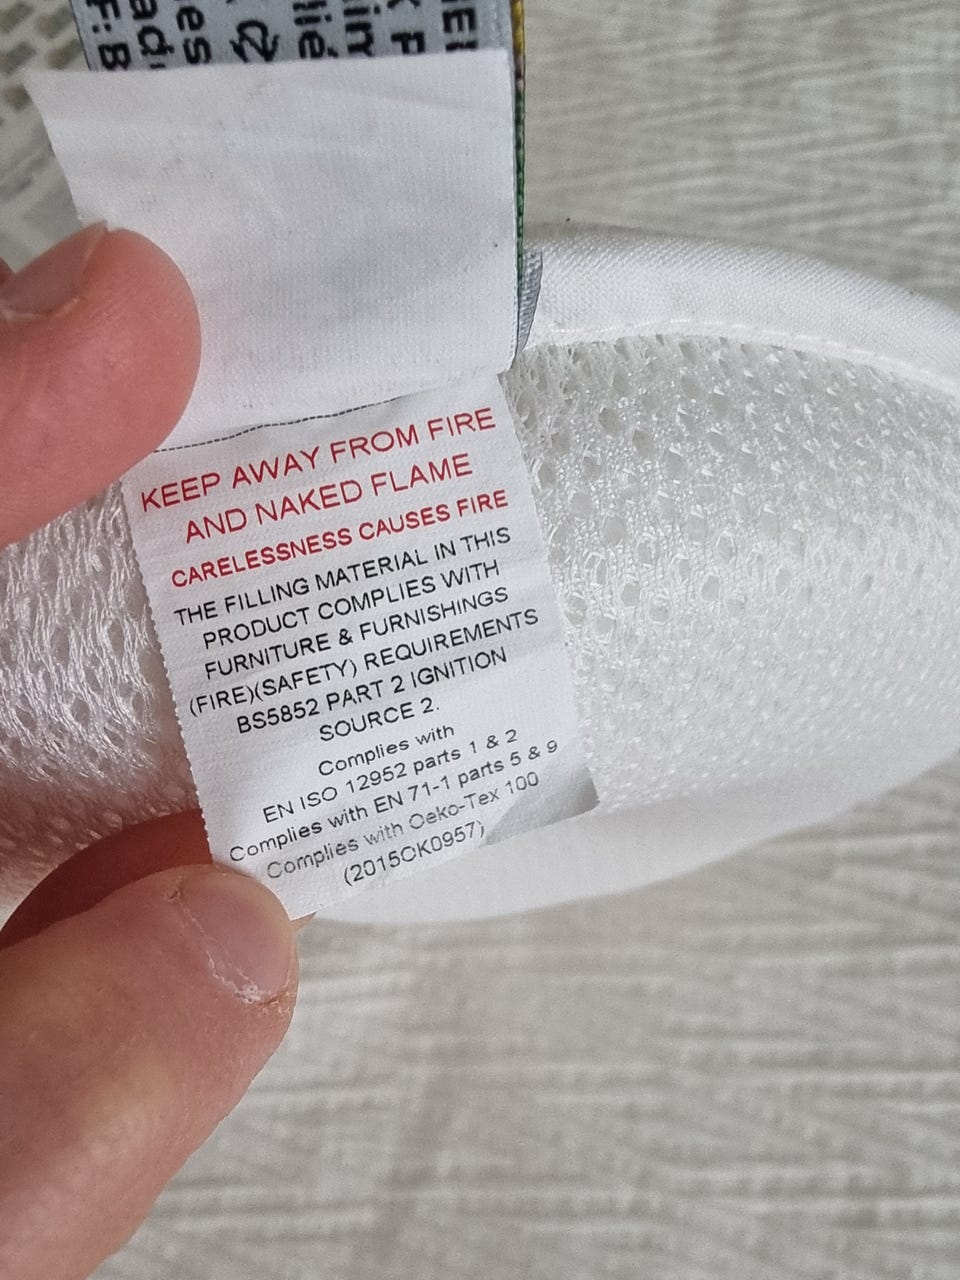 KEEP AWAY FROM FIRE
AND NAKED FLAME
CARELESSNESS CAUSES FIRE
THE FILLING MATERIAL IN THIS
PRODUCT COMPLIES WITH
FURNITURE & FURNISHINGS
(FIRE)(SAFETY) REQUIREMENTS
BS5852 PART 2 IGNITION
SOURCE 2.
Complies with
EN ISO 12952 parts 1 & 2
Complies with EN 71-1 parts 5 & 9
Complies with Oeko-Tex 100
(2015OK0957)